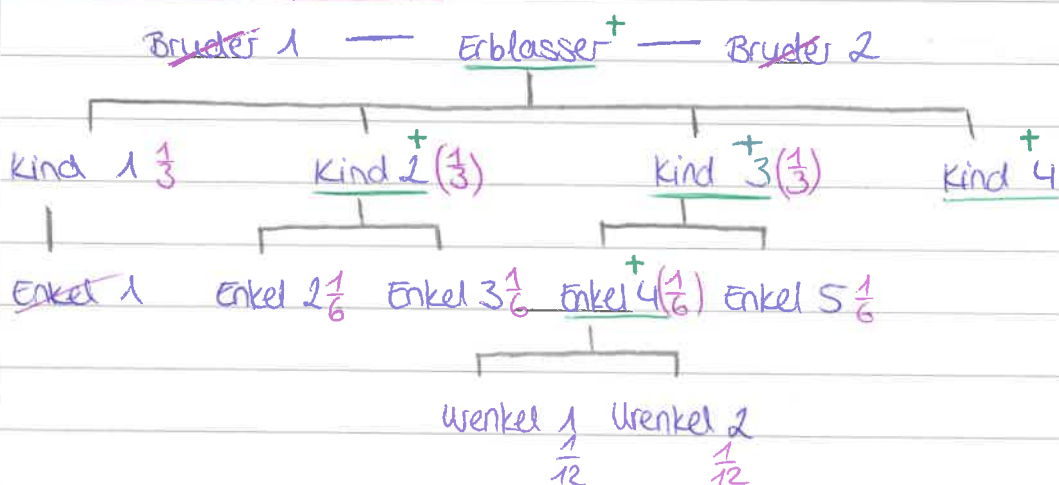 Bruder 1 — Erblasser + — Bruder 2
Kind 1 1/3 Kind 2 + (1/3) Kind 3 + (1/3) Kind 4 +
Enkel 1 Enkel 2 1/6 Enkel 3 1/6 Enkel 4 + (1/6) Enkel 5 1/6
Urenkel 1 Urenkel 2
1/12 1/12